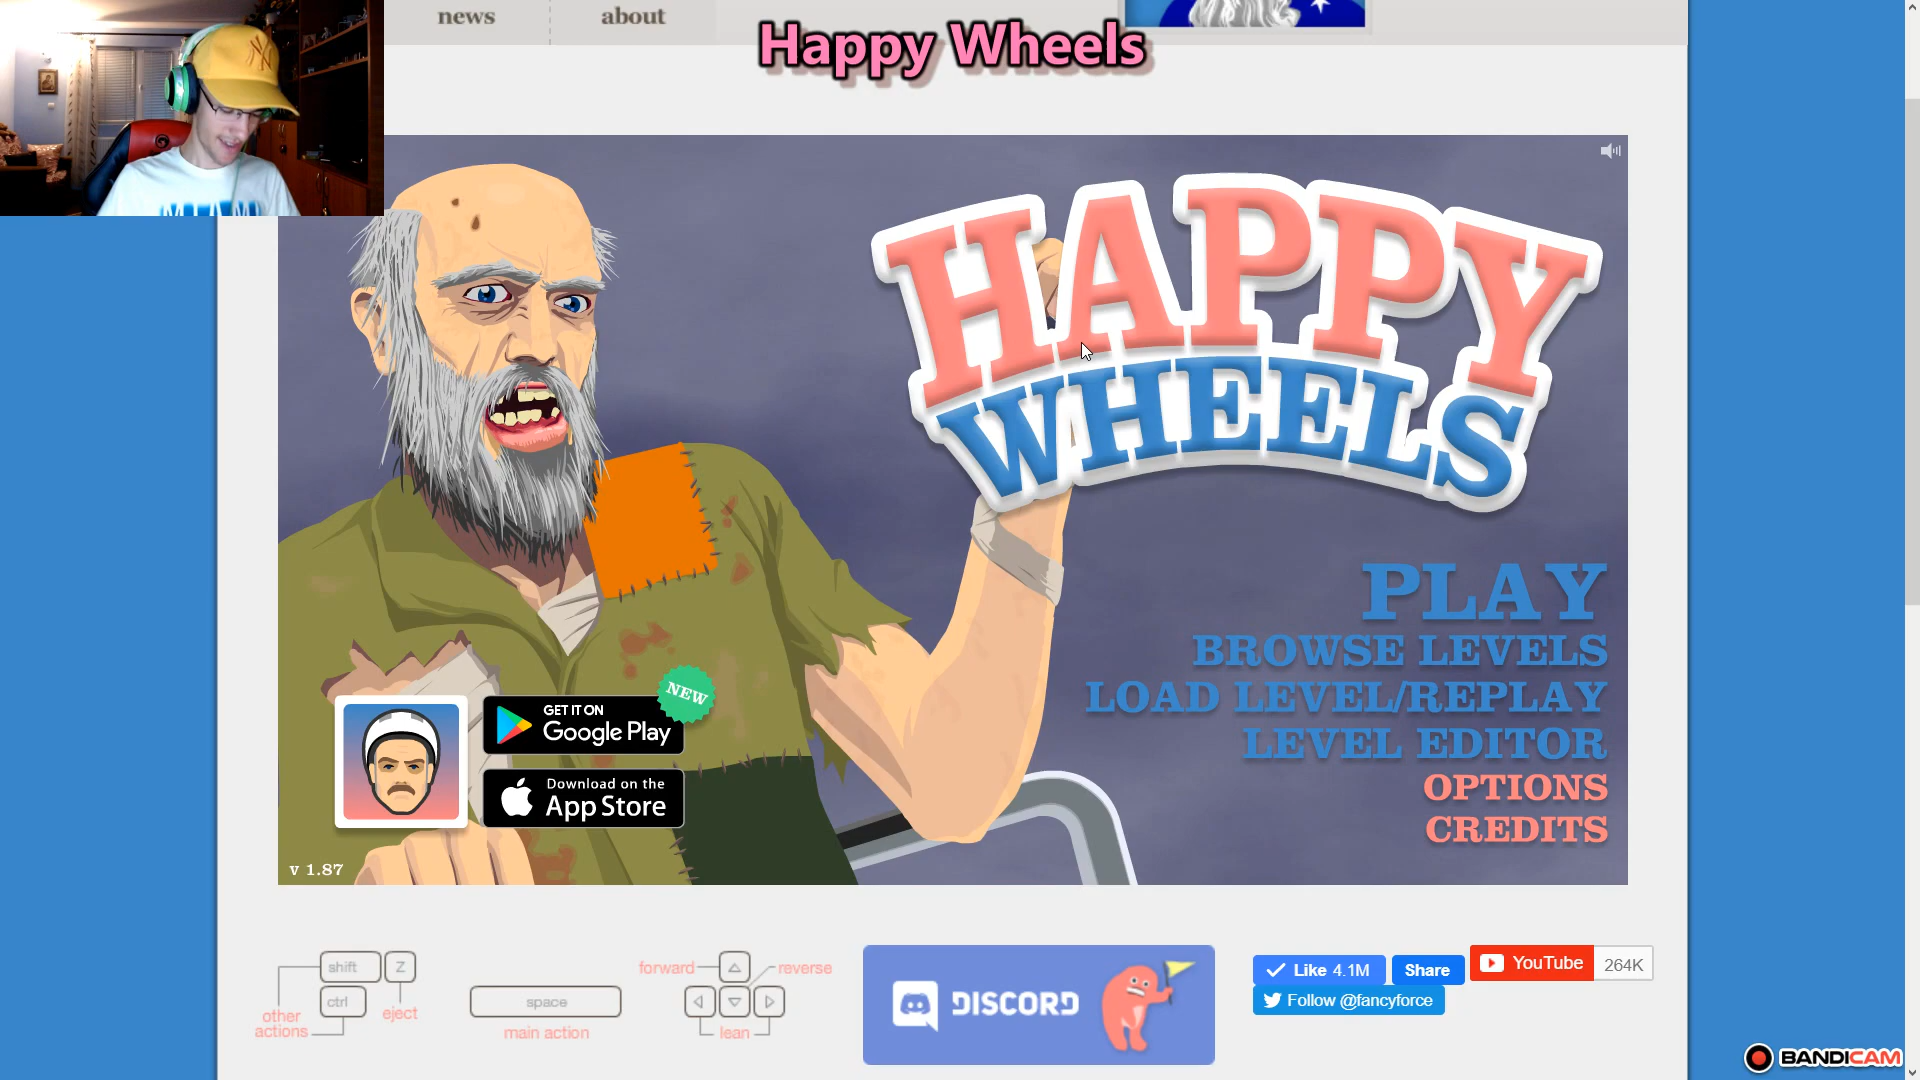 news
about
Happy Wheels
HAPPY
WHEELS
PLAY
BROWSE LEVELS
LOAD LEVEL/REPLAY
LEVEL EDITOR
OPTIONS
CREDITS
NEW
GET IT ON
Google Play
Download on the
App Store
v 1.87
shift
Z
ctrl
other
actions
eject
space
main action
forward
reverse
lean
DISCORD
Like 4.1M
Share
YouTube
264K
Follow @fancyforce
BANDICAM